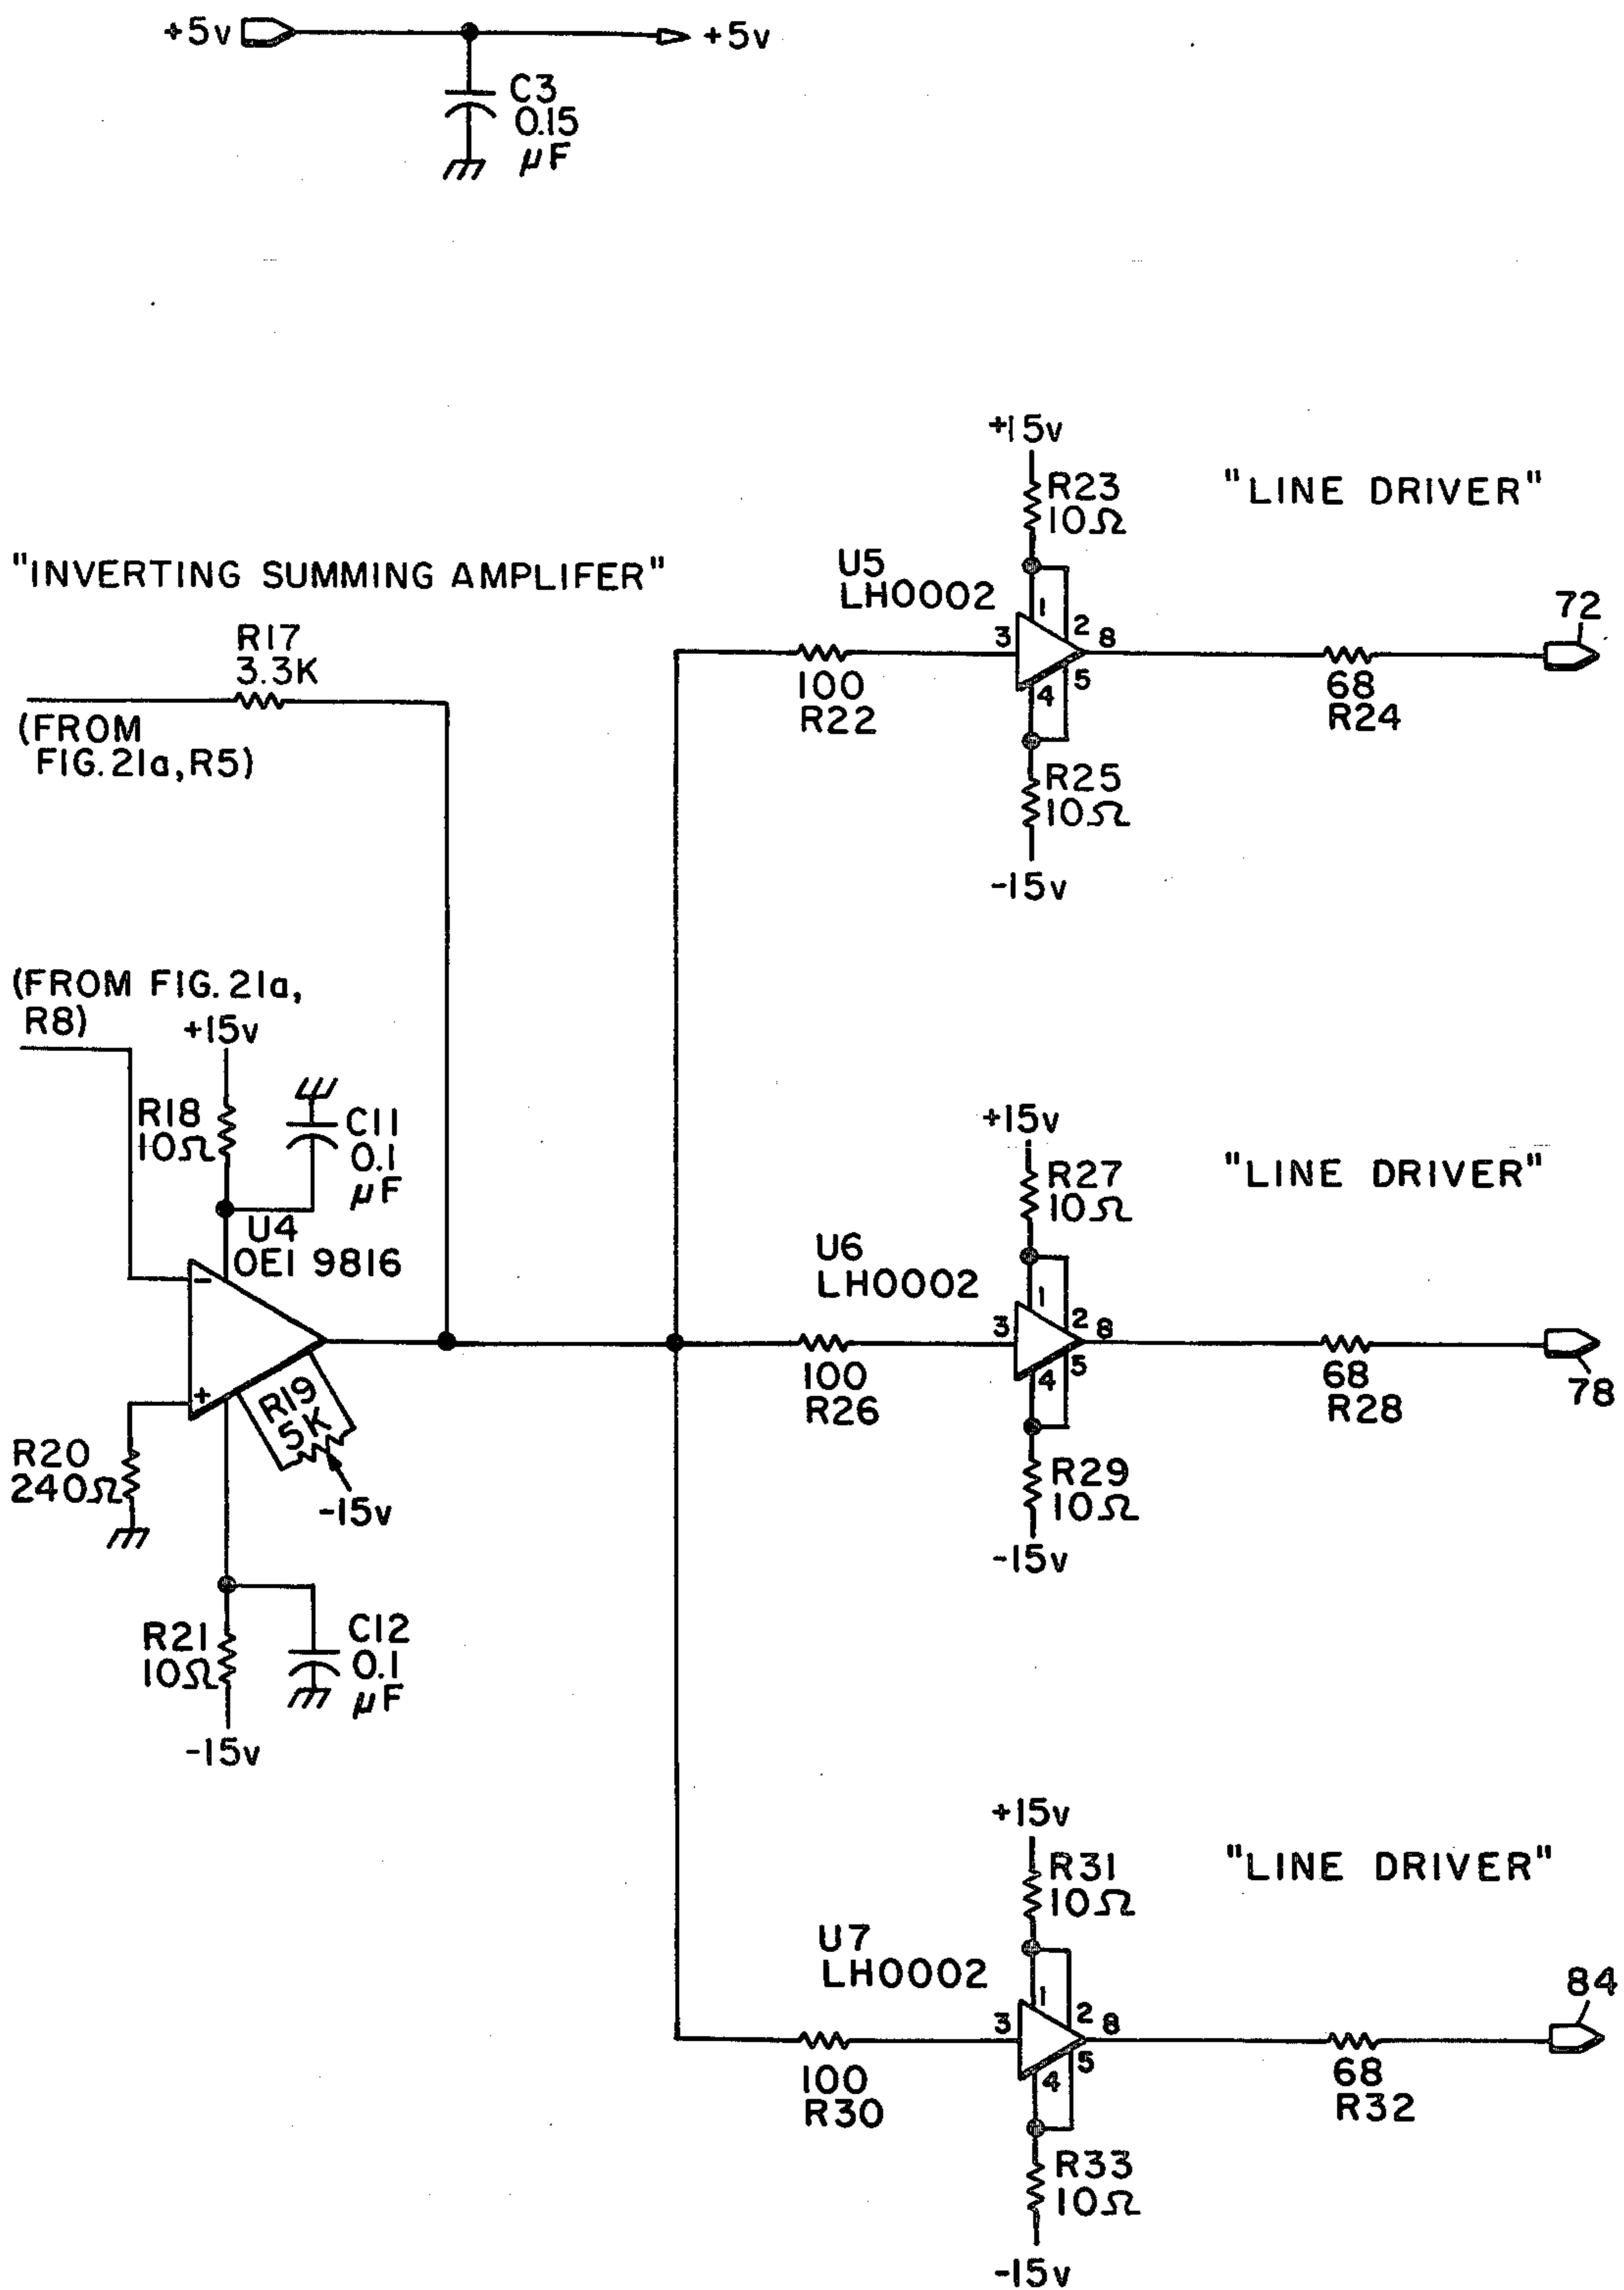 +5v
+5v
C3
0.15
µF
+15v
R23
10Ω
"LINE DRIVER"
"INVERTING SUMMING AMPLIFER"
U5
LH0002
72
1
2
3
8
5
4
R17
3.3K
100
R22
68
R24
(FROM
FIG.21a,R5)
R25
10Ω
-15v
(FROM FIG.21a,
R8)
+15v
R18
10Ω
C11
0.1
µF
+15v
R27
10Ω
"LINE DRIVER"
U4
OEI 9816
U6
LH0002
1
2
3
8
5
4
-
+
R19
5K
100
R26
68
R28
78
R20
240Ω
-15v
R29
10Ω
-15v
R21
10Ω
C12
0.1
µF
-15v
+15v
R31
10Ω
"LINE DRIVER"
U7
LH0002
84
1
2
3
8
5
4
100
R30
68
R32
R33
10Ω
-15v